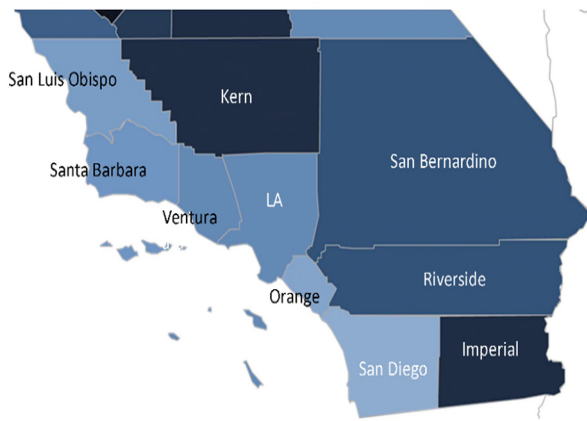 San Luis Obispo
Kern
San Bernardino
Santa Barbara
LA
Ventura
Riverside
Orange
Imperial
San Diego